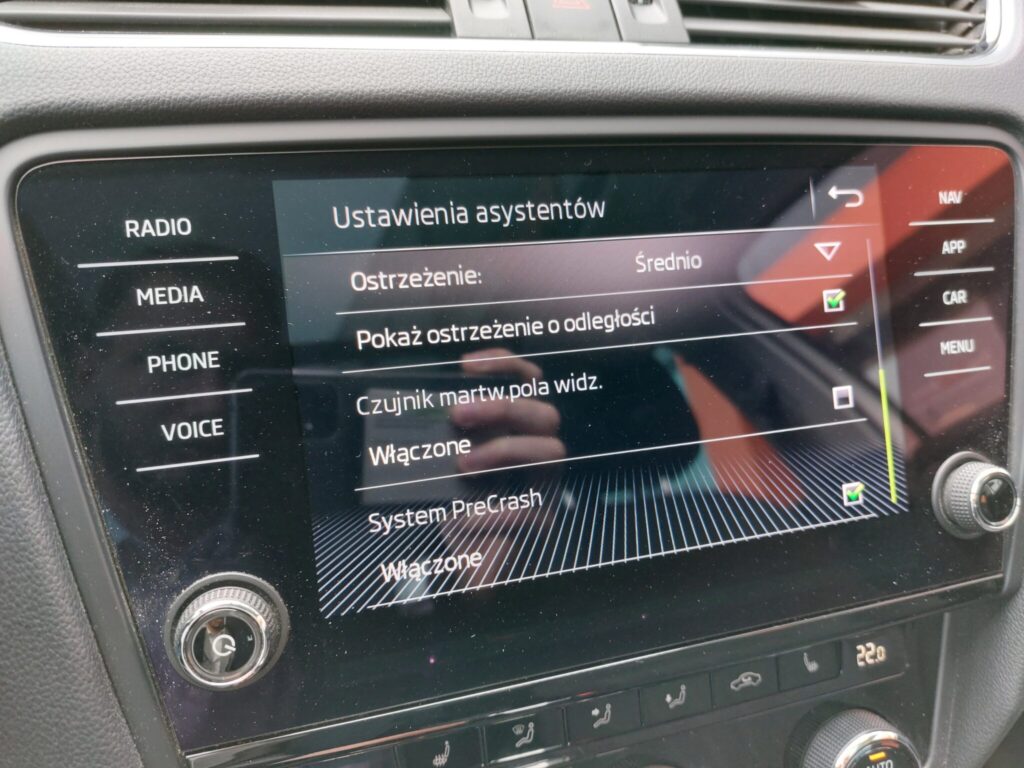 RADIO
MEDIA
PHONE
VOICE
Ustawienia asystentów
Ostrzeżenie: Średnio
Pokaż ostrzeżenie o odległości
Czujnik martw.pola widz.
Włączone
System PreCrash
Włączone
NAV
APP
CAR
MENU
22.0
AUTO